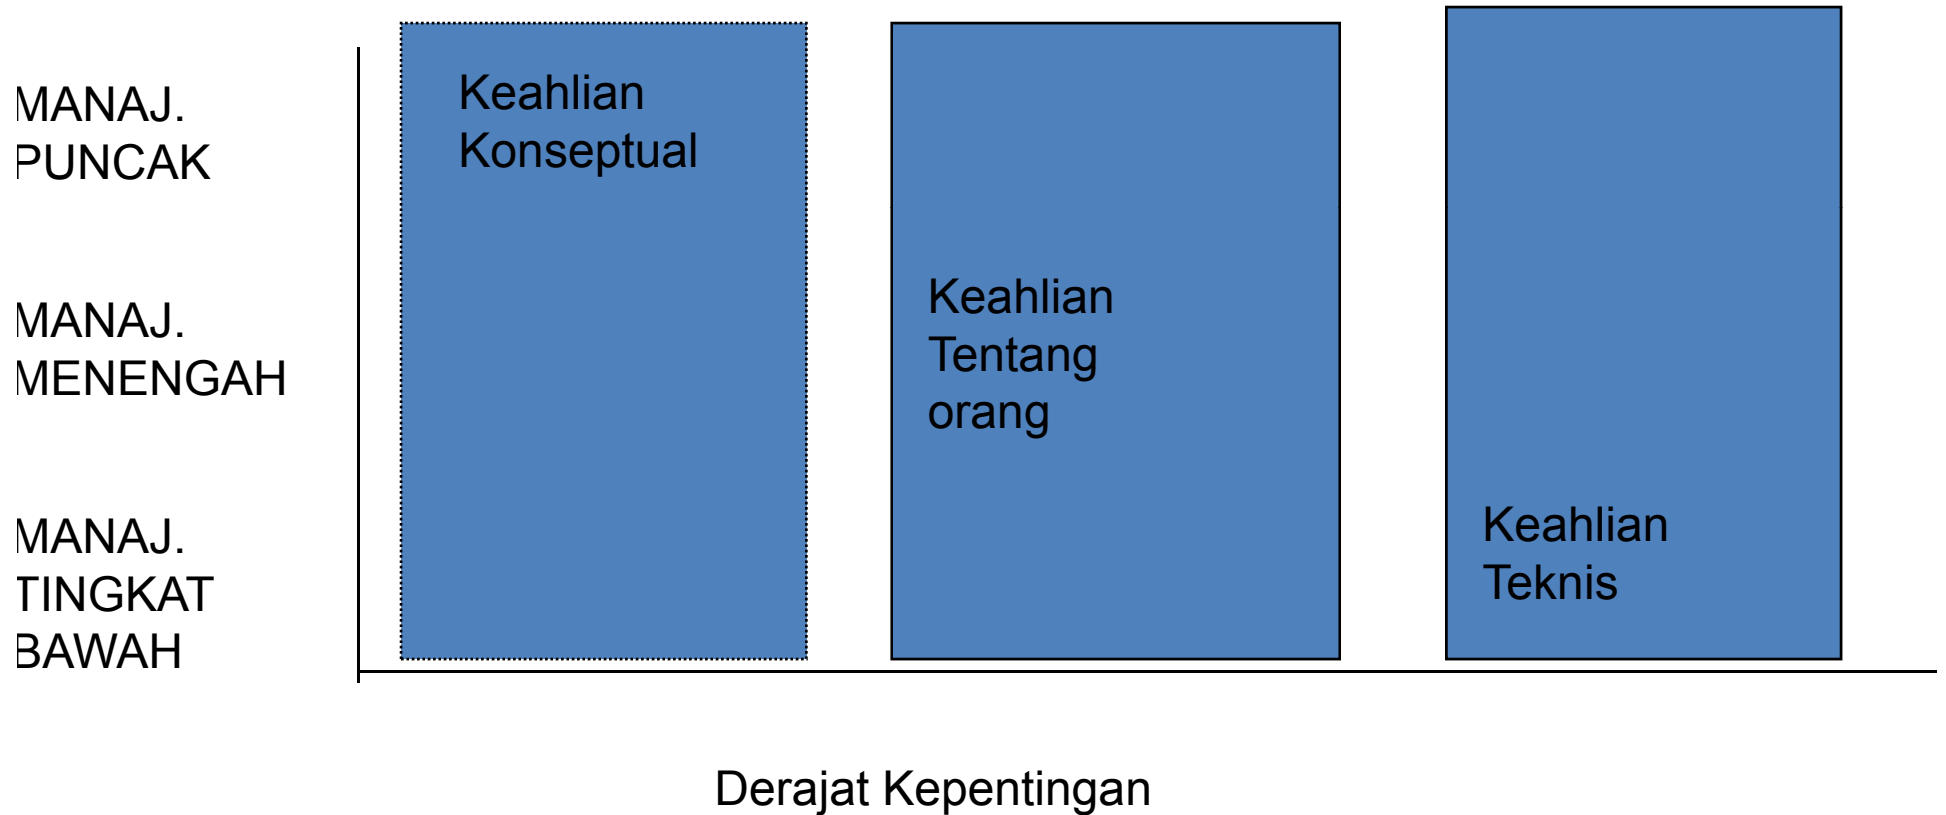 MANAJ.
PUNCAK
MANAJ.
MENENGAH
MANAJ.
TINGKAT
BAWAH
Keahlian
Konseptual
Keahlian
Tentang
orang
Keahlian
Teknis
Derajat Kepentingan